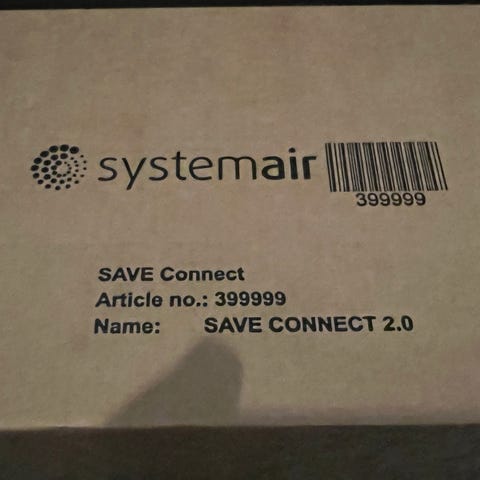 systemair
399999
SAVE Connect
Article no.: 399999
Name: SAVE CONNECT 2.0